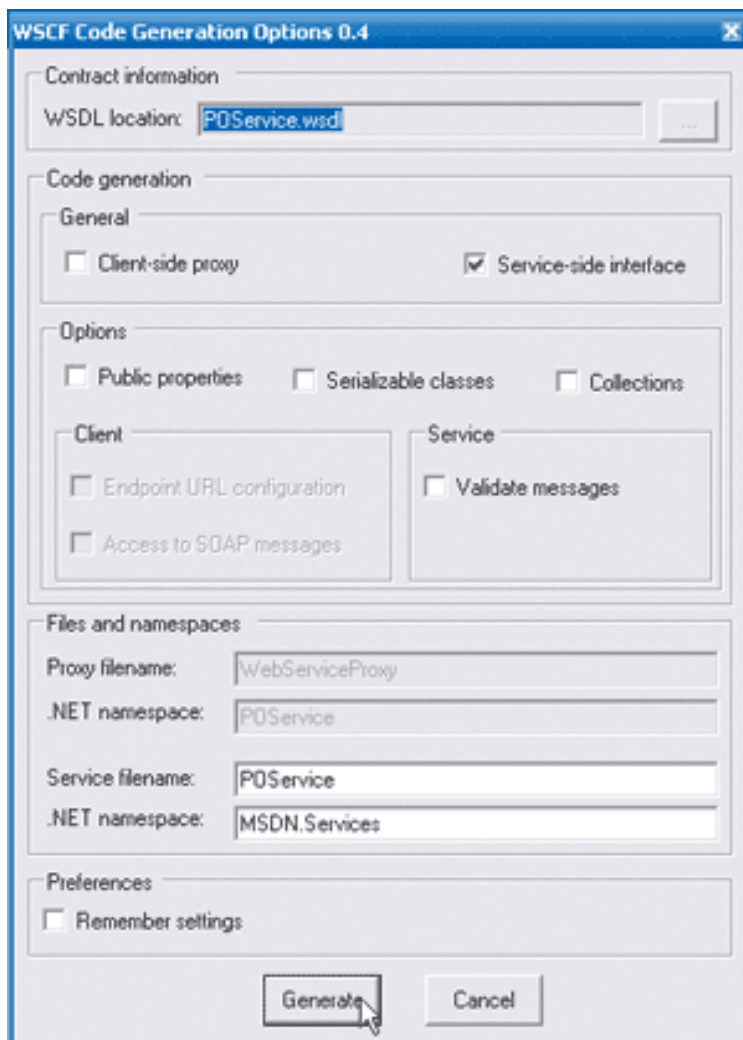 WSCF Code Generation Options 0.4
Contract information
WSDL location: POService.wsdl ...
Code generation
General
Client-side proxy Service-side interface
Options
Public properties Serializable classes Collections
Client Service
Endpoint URL configuration Validate messages
Access to SOAP messages
Files and namespaces
Proxy filename: WebServiceProxy
.NET namespace: POService
Service filename: POService
.NET namespace: MSDN.Services
Preferences
Remember settings
Generate Cancel